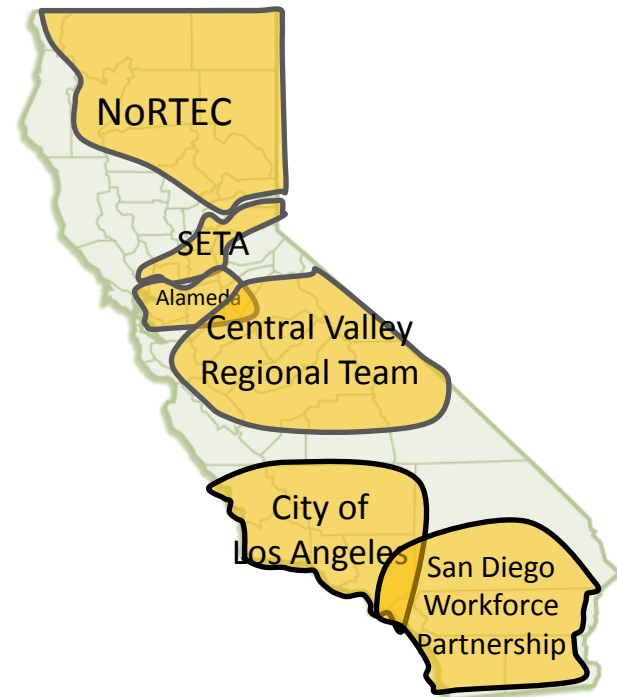 NoRTEC
SETA
Alameda
Central Valley
Regional Team
City of
Los Angeles
San Diego
Workforce
Partnership